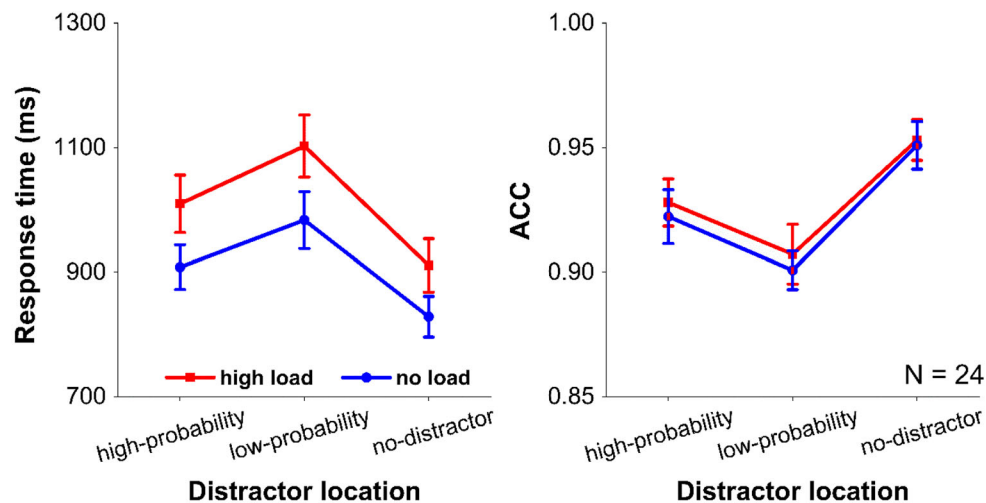 Response time (ms)
1300
1100
900
700
high load
no load
high-probability
low-probability
no-distractor
Distractor location
ACC
1.00
0.95
0.90
0.85
N = 24
high-probability
low-probability
no-distractor
Distractor location